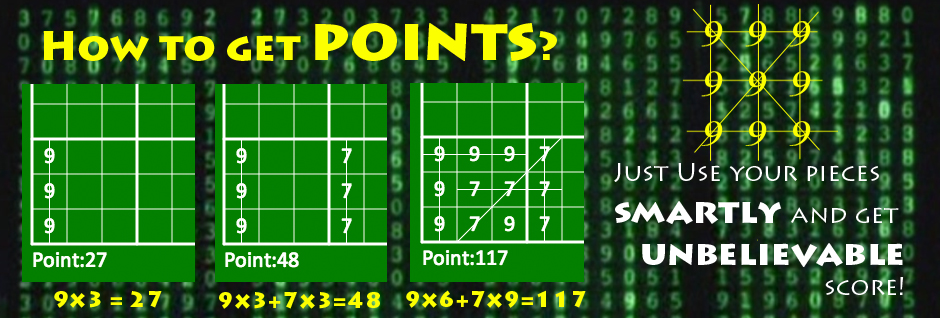 How to get POINTS?
9 9 9
9 9 9
9 9 9
9
9
9
Point:27
9×3 = 27
9 7
9 7
9 7
Point:48
9×3+7×3=48
9 9 9 7
9 7 7 7
9 7 9 7
Point:117
9×6+7×9=117
Just Use your pieces
smartly and get
unbelievable
score!